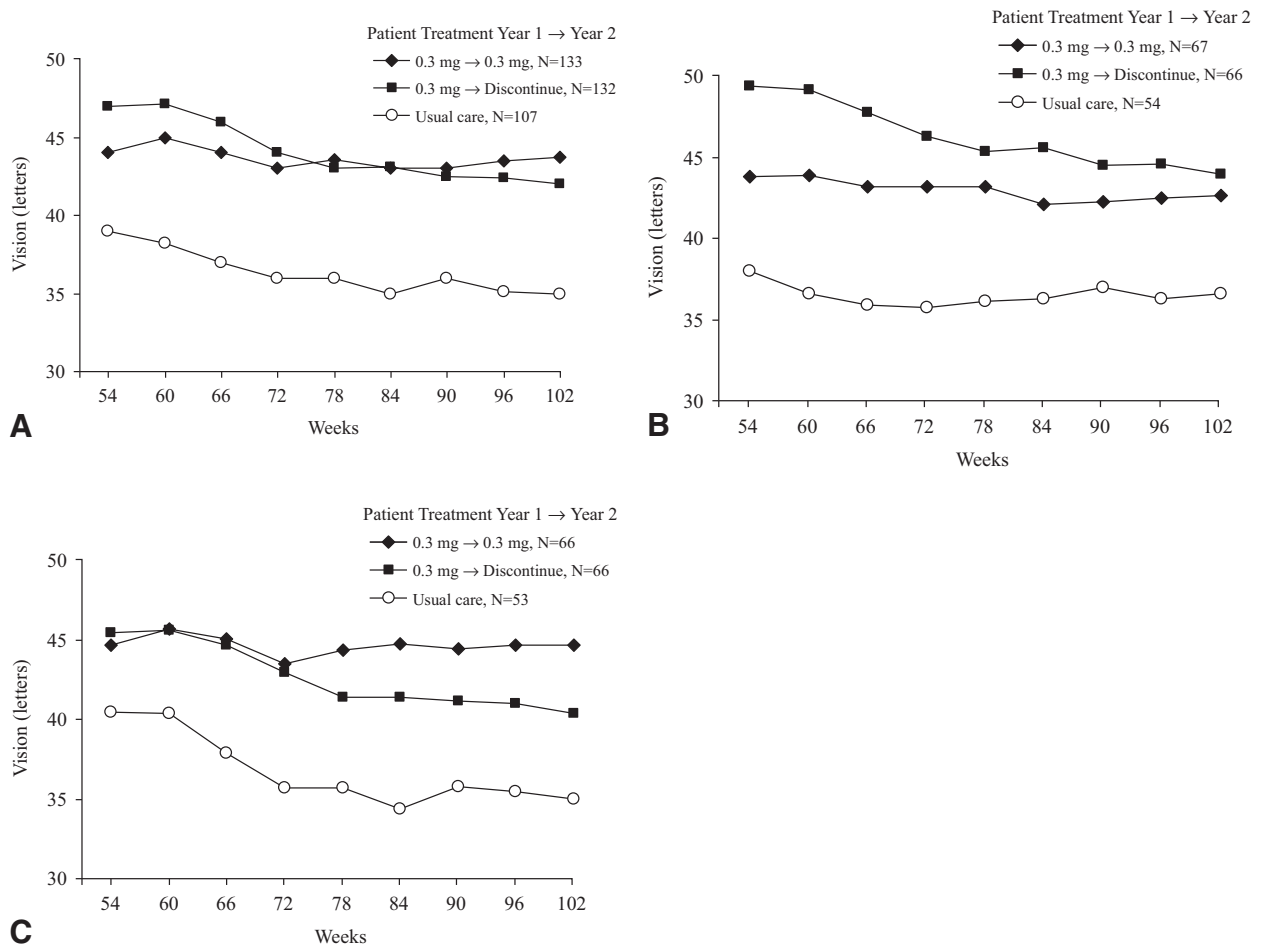 Patient Treatment Year 1 → Year 2
0.3 mg → 0.3 mg, N=133
0.3 mg → Discontinue, N=132
Usual care, N=107
Vision (letters)
50
45
40
35
30
54 60 66 72 78 84 90 96 102
Weeks
A
Patient Treatment Year 1 → Year 2
0.3 mg → 0.3 mg, N=67
0.3 mg → Discontinue, N=66
Usual care, N=54
Vision (letters)
50
45
40
35
30
54 60 66 72 78 84 90 96 102
Weeks
B
Patient Treatment Year 1 → Year 2
0.3 mg → 0.3 mg, N=66
0.3 mg → Discontinue, N=66
Usual care, N=53
Vision (letters)
50
45
40
35
30
54 60 66 72 78 84 90 96 102
Weeks
C